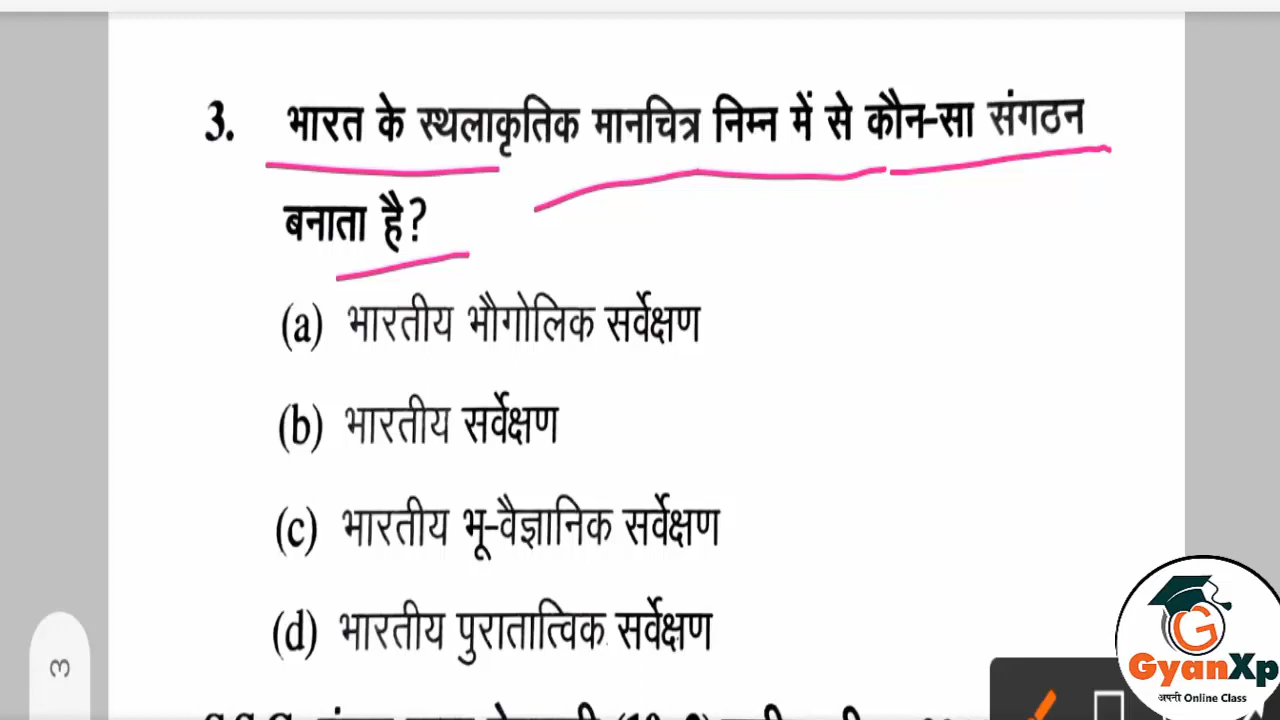 3. भारत के स्थलाकृतिक मानचित्र निम्न में से कौन-सा संगठन
बनाता है?
(a) भारतीय भौगोलिक सर्वेक्षण
(b) भारतीय सर्वेक्षण
(c) भारतीय भू-वैज्ञानिक सर्वेक्षण
(d) भारतीय पुरातात्विक सर्वेक्षण
3
G
GyanXp
अपनी Online Class